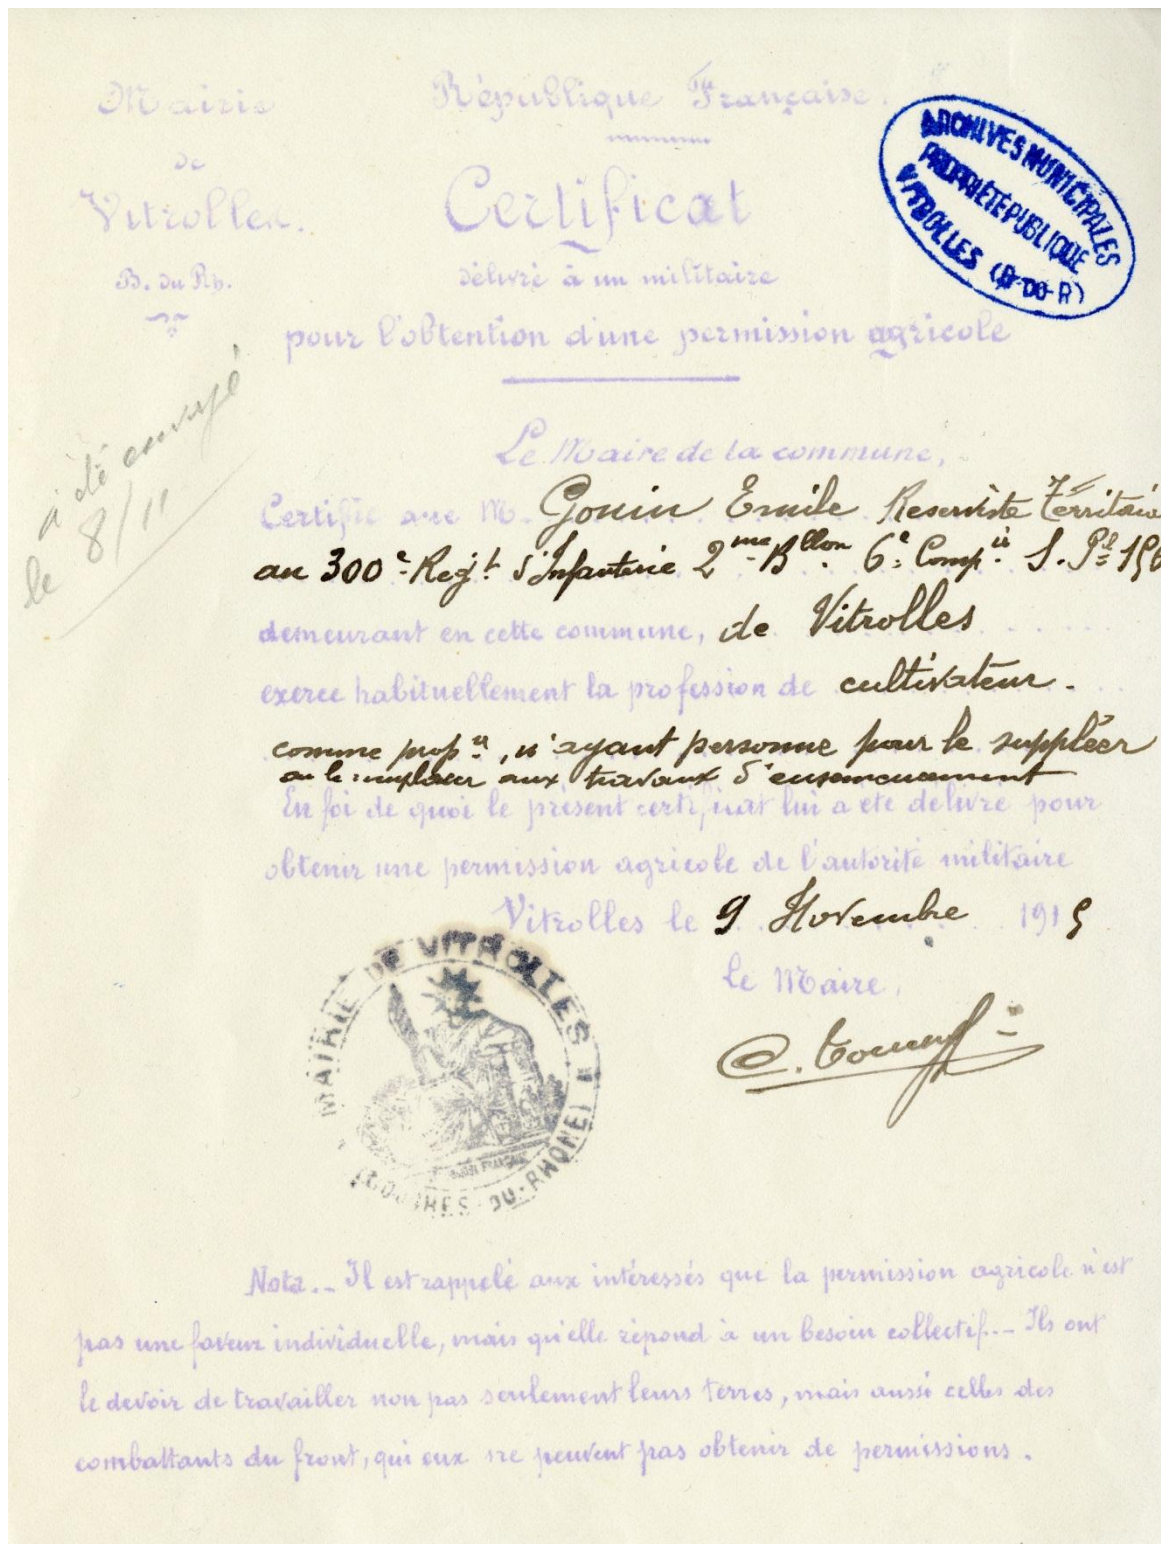 Mairie
de
Vitrolles.
B. du Rh.
République Française.
Certificat
délivré à un militaire
pour l'obtention d'une permission agricole
ARCHIVES MUNICIPALES
PROPRIÉTÉ PUBLIQUE
VITROLLES (B-DU-R)
a été envoyé
le 8/11
Le Maire de la commune,
Certifie que M. Gouin Emile Reserviste Térritoria
au 300e Regt. d'Infanterie 2me Bllon. 6e Compie S. Pl 156
demeurant en cette commune, de Vitrolles
exerce habituellement la profession de cultivateur.
comme propre, n'ayant personne pour le suppléer
ou le remplacer aux travaux d'ensemencement
En foi de quoi le présent certificat lui a été délivré pour
obtenir une permission agricole de l'autorité militaire
Vitrolles le 9 Novembre 1915
Le Maire,
MAIRIE DE VITROLLES
(BOUCHES-DU-RHÔNE)
Nota._ Il est rappelé aux intéressés que la permission agricole n'est
pas une faveur individuelle, mais qu'elle répond à un besoin collectif._ Ils ont
le devoir de travailler non pas seulement leurs terres, mais aussi celles des
combattants du front, qui eux ne peuvent pas obtenir de permissions.